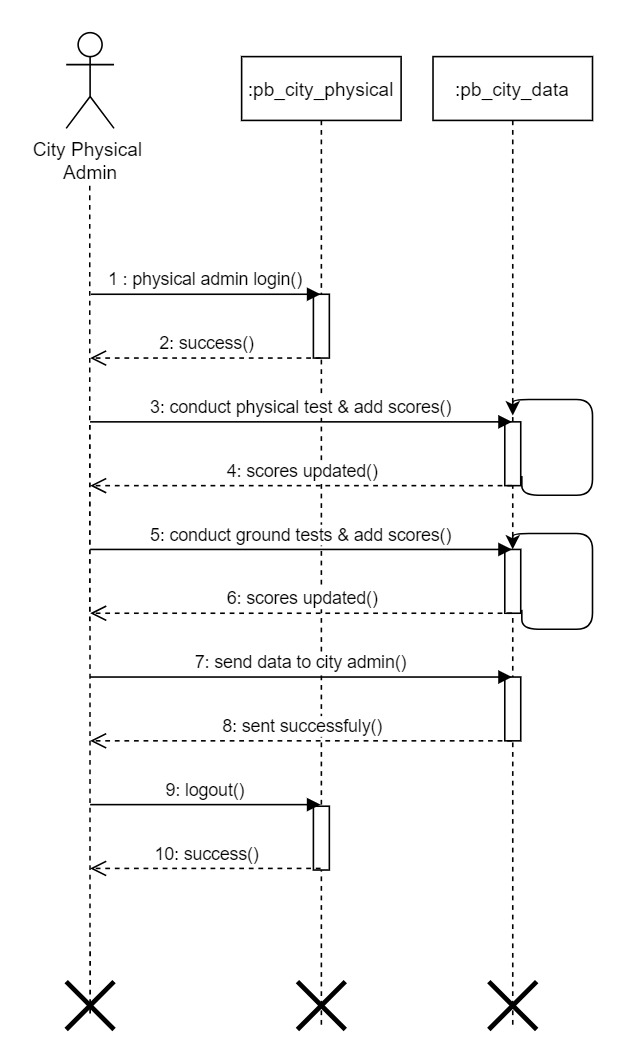 :pb_city_physical
:pb_city_data
City Physical
Admin
1 : physical admin login()
2: success()
3: conduct physical test & add scores()
4: scores updated()
5: conduct ground tests & add scores()
6: scores updated()
7: send data to city admin()
8: sent successfuly()
9: logout()
10: success()